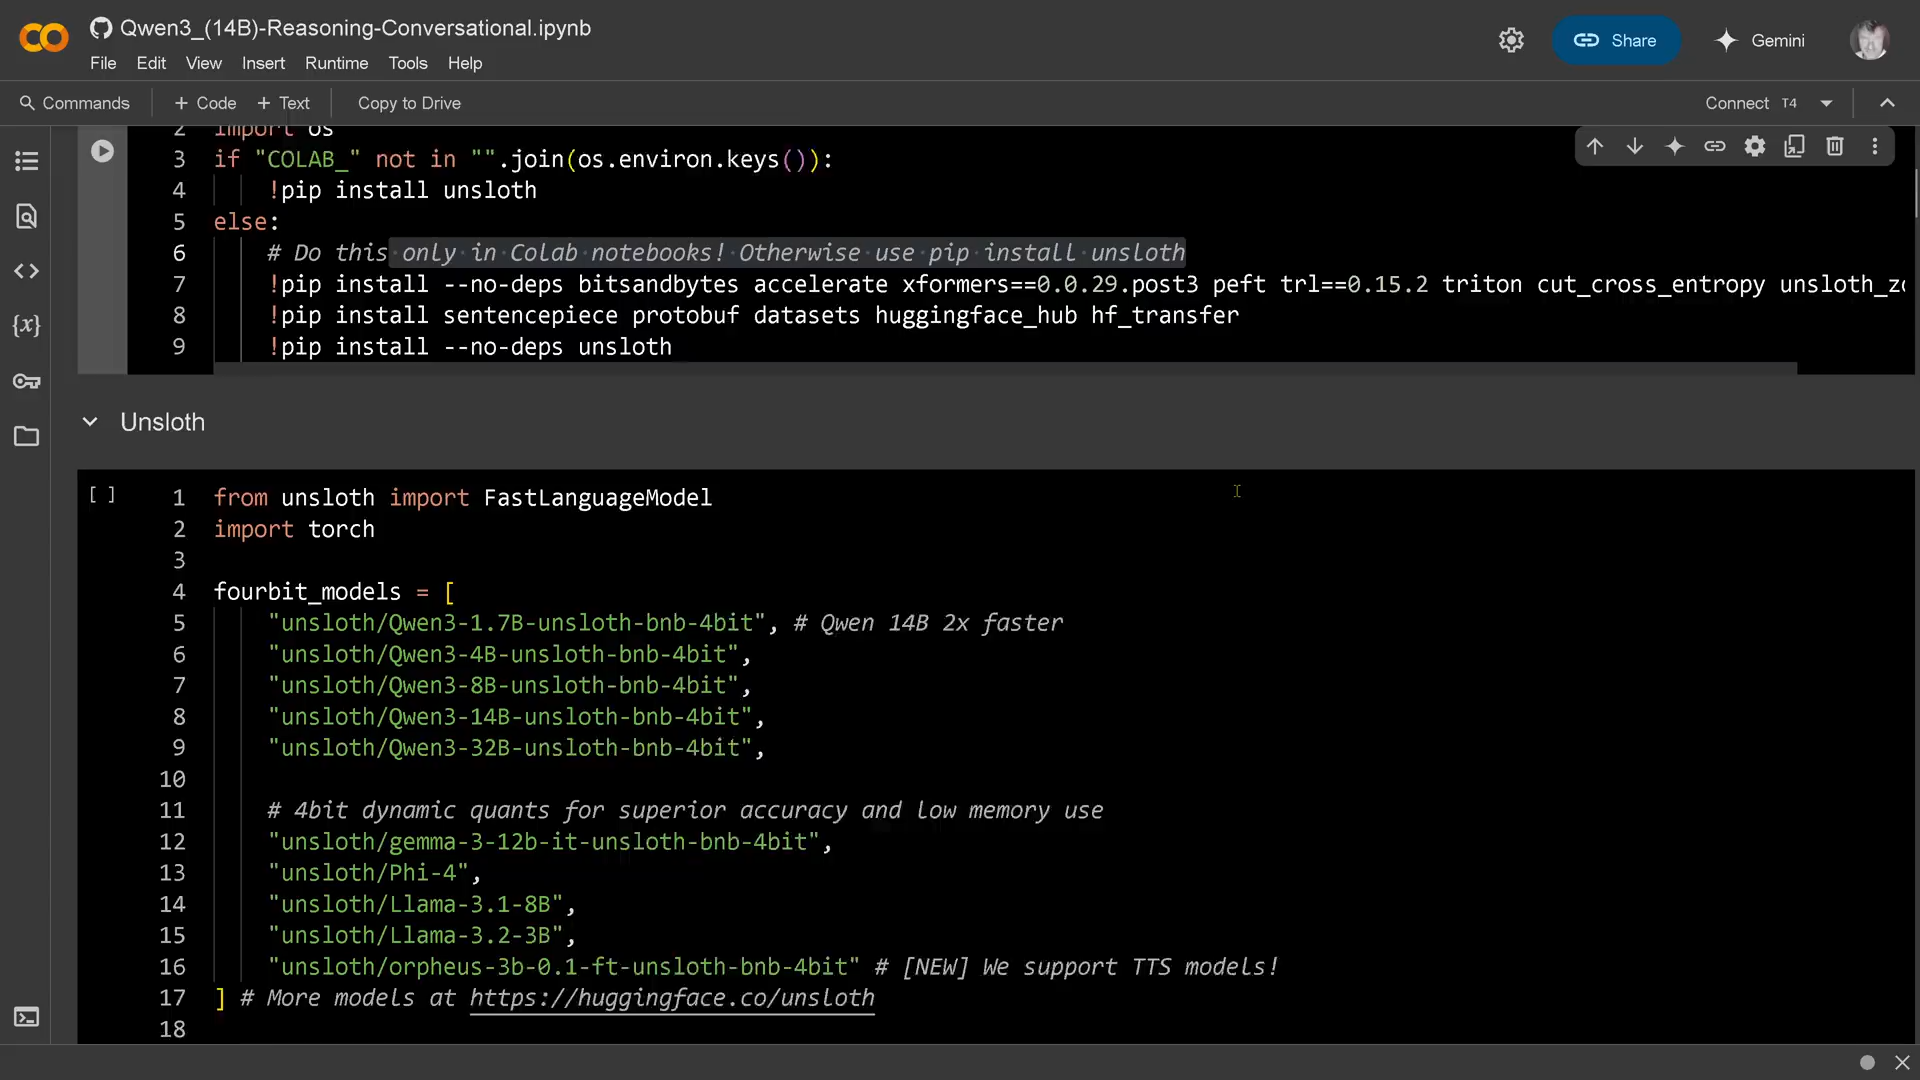 Qwen3_(14B)-Reasoning-Conversational.ipynb
File Edit View Insert Runtime Tools Help
Share
Gemini
Commands
+ Code + Text
Copy to Drive
Connect T4
2 import os
3 if "COLAB_" not in "".join(os.environ.keys()):
4 !pip install unsloth
5 else:
6 # Do this only in Colab notebooks! Otherwise use pip install unsloth
7 !pip install --no-deps bitsandbytes accelerate xformers==0.0.29.post3 peft trl==0.15.2 triton cut_cross_entropy unsloth_zo
8 !pip install sentencepiece protobuf datasets huggingface_hub hf_transfer
9 !pip install --no-deps unsloth
Unsloth
[ ]
1 from unsloth import FastLanguageModel
2 import torch
3
4 fourbit_models = [
5 "unsloth/Qwen3-1.7B-unsloth-bnb-4bit", # Qwen 14B 2x faster
6 "unsloth/Qwen3-4B-unsloth-bnb-4bit",
7 "unsloth/Qwen3-8B-unsloth-bnb-4bit",
8 "unsloth/Qwen3-14B-unsloth-bnb-4bit",
9 "unsloth/Qwen3-32B-unsloth-bnb-4bit",
10
11 # 4bit dynamic quants for superior accuracy and low memory use
12 "unsloth/gemma-3-12b-it-unsloth-bnb-4bit",
13 "unsloth/Phi-4",
14 "unsloth/Llama-3.1-8B",
15 "unsloth/Llama-3.2-3B",
16 "unsloth/orpheus-3b-0.1-ft-unsloth-bnb-4bit" # [NEW] We support TTS models!
17 ] # More models at https://huggingface.co/unsloth
18